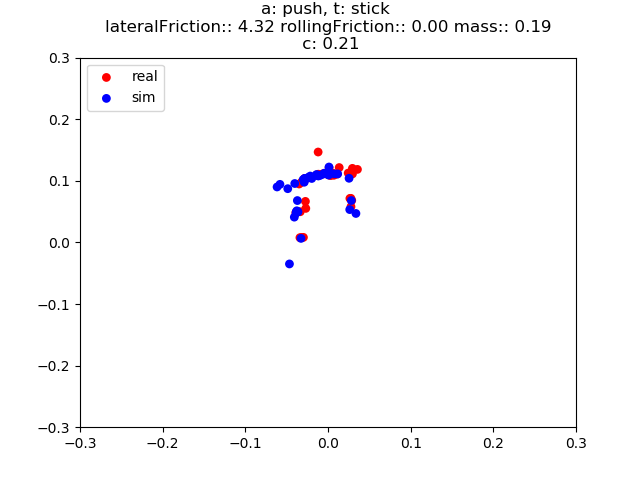 a: push, t: stick
lateralFriction:: 4.32 rollingFriction:: 0.00 mass:: 0.19
c: 0.21
real
sim
0.3
0.2
0.1
0.0
−0.1
−0.2
−0.3
−0.3 −0.2 −0.1 0.0 0.1 0.2 0.3